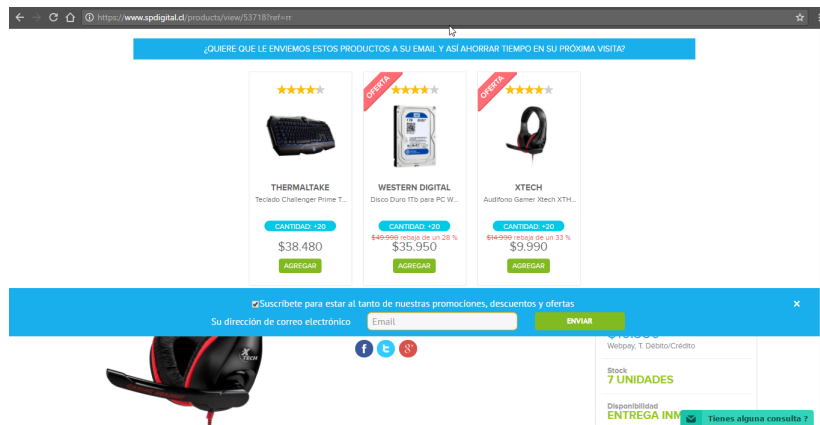 https://www.spdigital.cl/products/view/53718?ref=rr
¿QUIERE QUE LE ENVIEMOS ESTOS PRODUCTOS A SU EMAIL Y ASÍ AHORRAR TIEMPO EN SU PRÓXIMA VISITA?
OFERTA
OFERTA
THERMALTAKE
WESTERN DIGITAL
XTECH
Teclado Challenger Prime T...
Disco Duro 1Tb para PC W...
Audifono Gamer Xtech XTH...
CANTIDAD: +20
CANTIDAD: +20
CANTIDAD: +20
$49.990 rebaja de un 28 %
$14.990 rebaja de un 33 %
$38.480
$35.950
$9.990
AGREGAR
AGREGAR
AGREGAR
Suscríbete para estar al tanto de nuestras promociones, descuentos y ofertas
×
Su dirección de correo electrónico
Email
ENVIAR
XTECH
Webpay, T. Débito/Crédito
Stock
7 UNIDADES
Disponibilidad
ENTREGA INM
Tienes alguna consulta ?